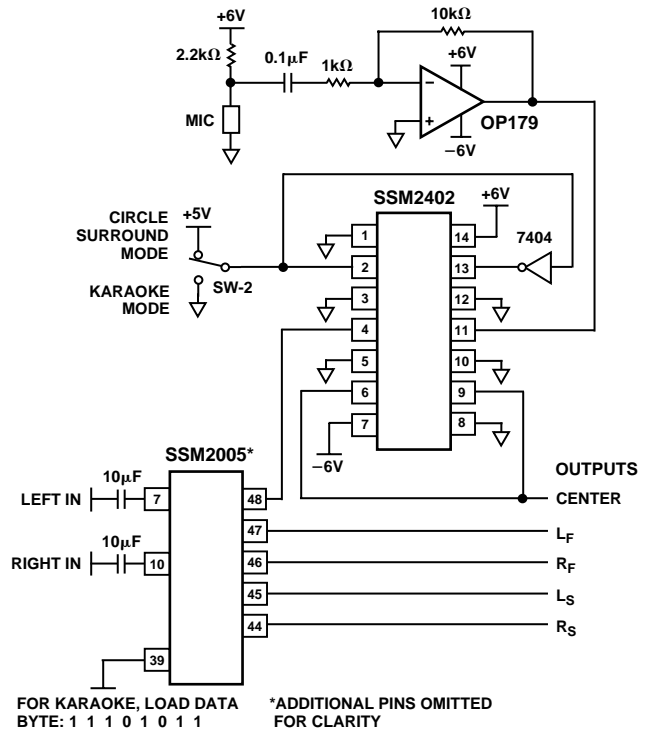 +6V
10kΩ
2.2kΩ
0.1μF
1kΩ
+6V
−
+
MIC
OP179
−6V
SSM2402
+6V
CIRCLE SURROUND MODE
+5V
7404
1
14
2
13
SW-2
KARAOKE MODE
3
12
4
11
5
10
6
9
7
8
−6V
SSM2005*
OUTPUTS
10μF
LEFT IN
7
48
CENTER
47
LF
10μF
RIGHT IN
10
46
RF
45
LS
44
RS
39
FOR KARAOKE, LOAD DATA
BYTE: 1 1 1 0 1 0 1 1
*ADDITIONAL PINS OMITTED
FOR CLARITY